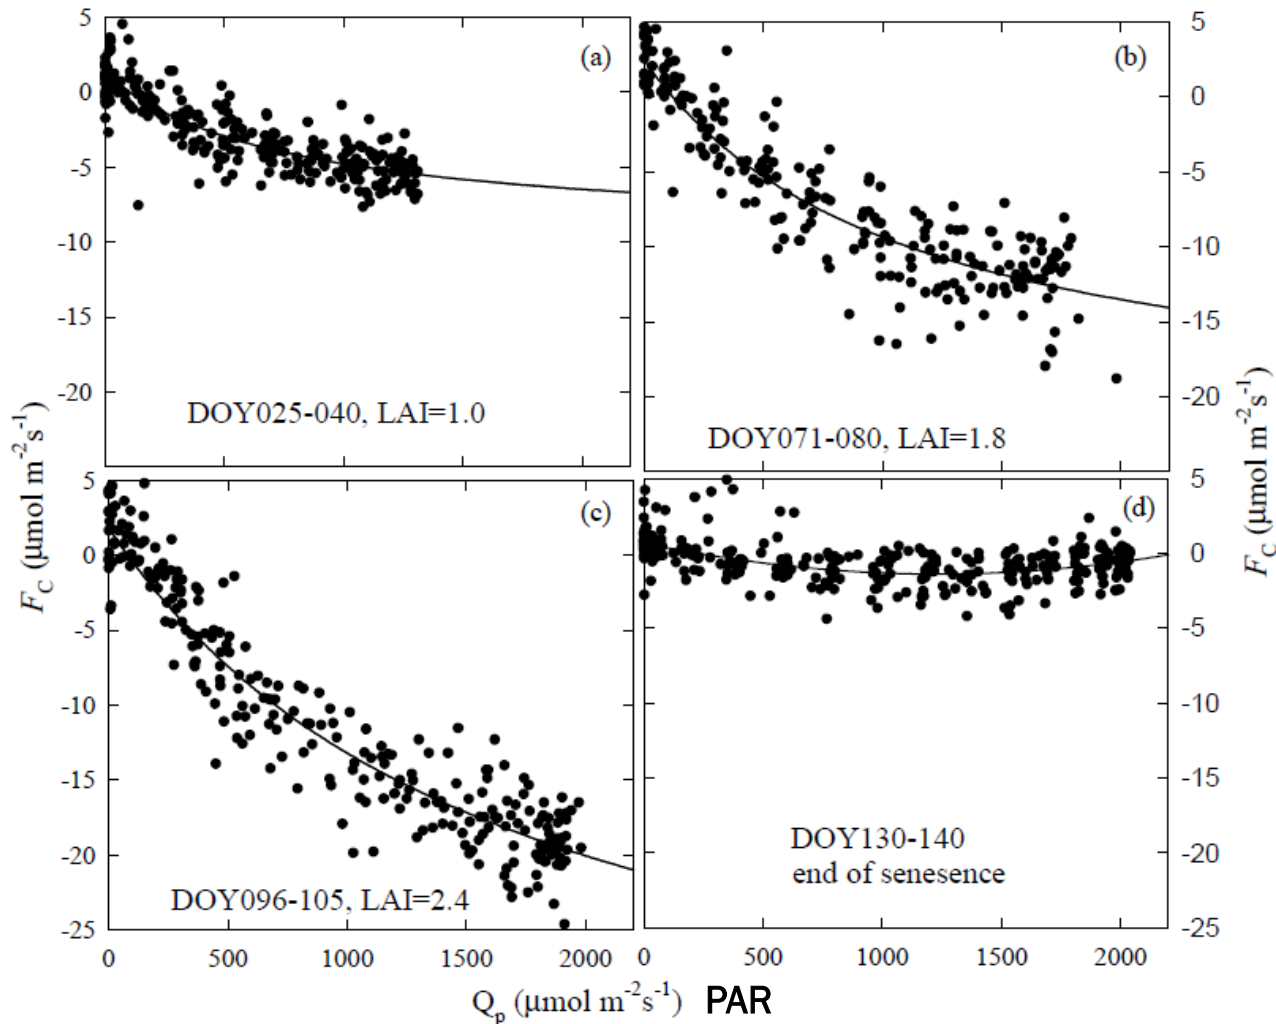 5
0
-5
-10
-15
-20
(a)
DOY025-040, LAI=1.0
5
0
-5
-10
-15
-20
(b)
DOY071-080, LAI=1.8
5
0
-5
-10
-15
-20
-25
(c)
DOY096-105, LAI=2.4
5
0
-5
-10
-15
-20
-25
(d)
DOY130-140
end of senesence
F_C (μmol m⁻²s⁻¹)
F_C (μmol m⁻²s⁻¹)
0 500 1000 1500 2000
0 500 1000 1500 2000
Q_p (μmol m⁻²s⁻¹) PAR